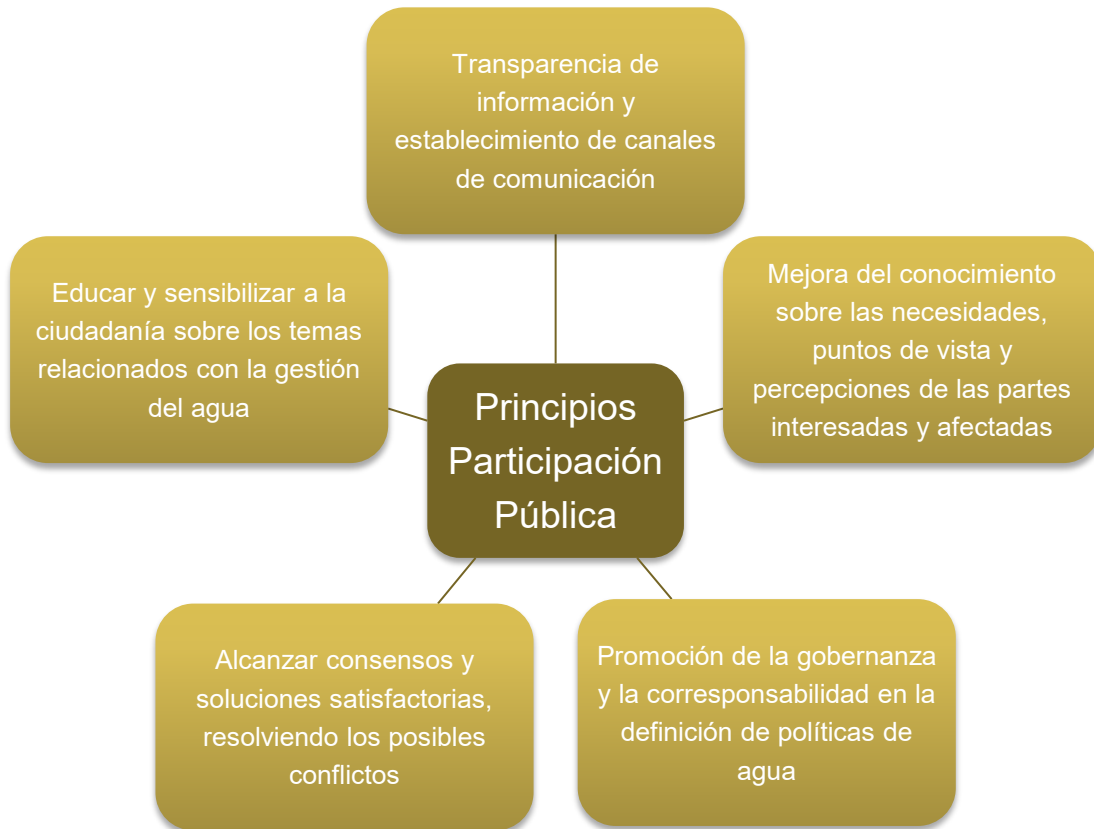 Transparencia de
información y
establecimiento de canales
de comunicación
Educar y sensibilizar a la
ciudadanía sobre los temas
relacionados con la gestión
del agua
Mejora del conocimiento
sobre las necesidades,
puntos de vista y
percepciones de las partes
interesadas y afectadas
Principios
Participación
Pública
Alcanzar consensos y
soluciones satisfactorias,
resolviendo los posibles
conflictos
Promoción de la gobernanza
y la corresponsabilidad en la
definición de políticas de
agua